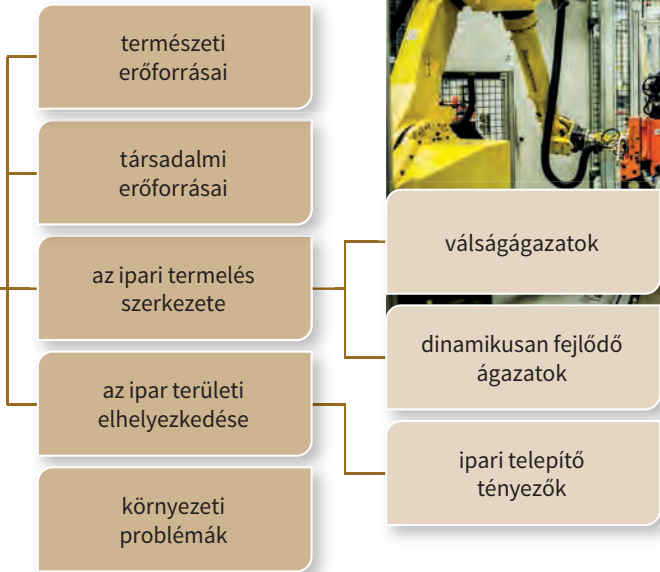 természeti
erőforrásai
társadalmi
erőforrásai
az ipari termelés
szerkezete
válságágazatok
dinamikusan fejlődő
ágazatok
az ipar területi
elhelyezkedése
ipari telepítő
tényezők
környezeti
problémák